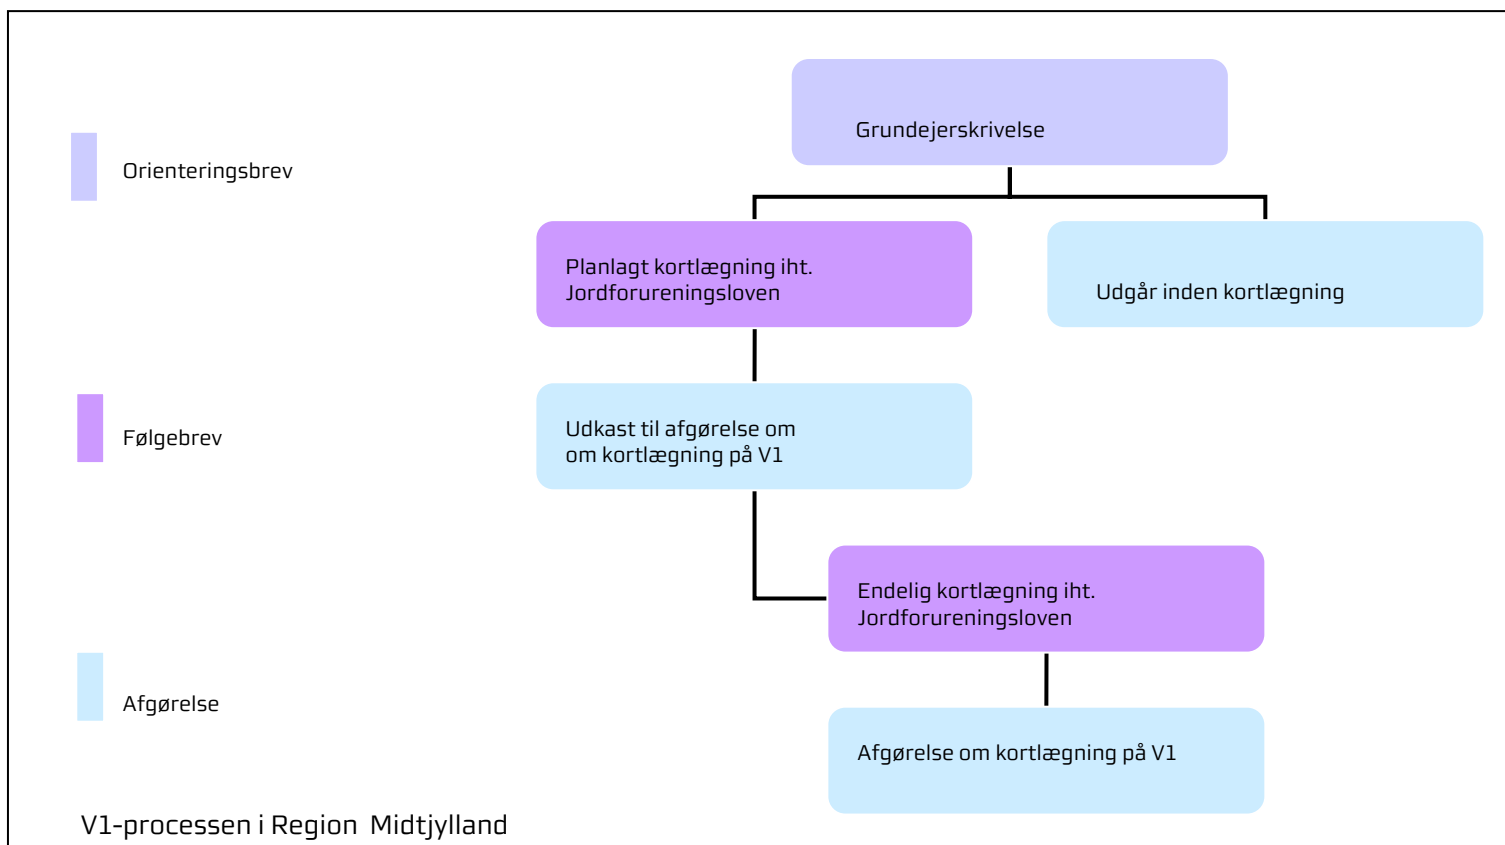 Grundejerskrivelse
Orienteringsbrev
Planlagt kortlægning iht.
Jordforureningsloven
Udgår inden kortlægning
Følgebrev
Udkast til afgørelse om
om kortlægning på V1
Endelig kortlægning iht.
Jordforureningsloven
Afgørelse
Afgørelse om kortlægning på V1
V1-processen i Region Midtjylland